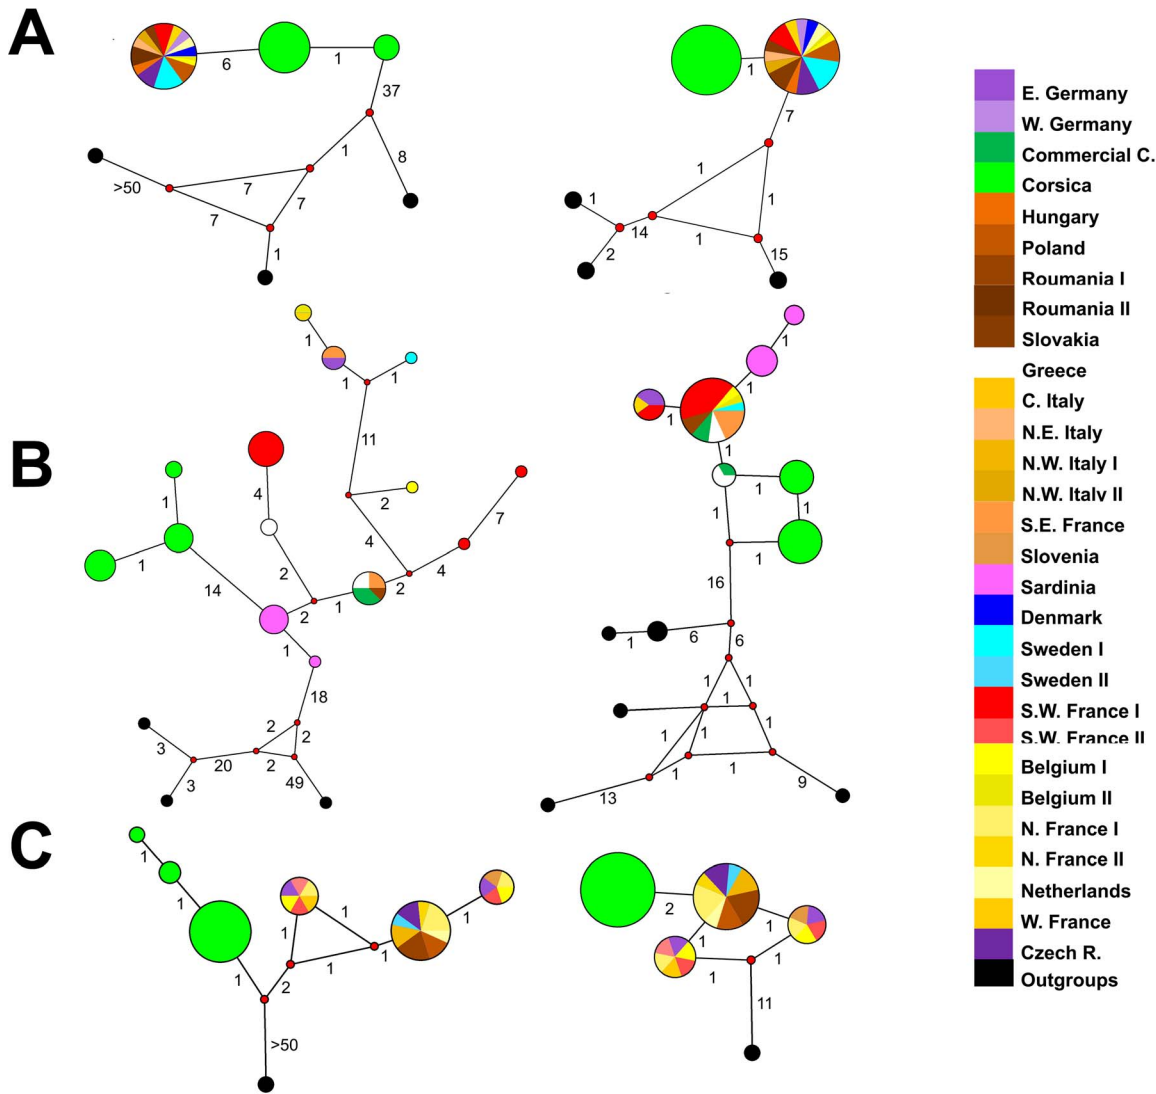 A
6
1
37
1
8
7
7
7
>50
1
1
7
1
1
1
1
14
2
15
B
1
1
1
11
2
4
4
7
2
1
4
2
1
1
14
2
1
18
2
2
2
20
3
3
49
1
1
1
1
1
1
1
1
16
6
1
6
1
1
1
1
1
1
1
1
13
9
C
1
1
1
2
1
1
1
1
1
>50
2
1
1
1
1
11
E. Germany
W. Germany
Commercial C.
Corsica
Hungary
Poland
Roumania I
Roumania II
Slovakia
Greece
C. Italy
N.E. Italy
N.W. Italy I
N.W. Italy II
S.E. France
Slovenia
Sardinia
Denmark
Sweden I
Sweden II
S.W. France I
S.W. France II
Belgium I
Belgium II
N. France I
N. France II
Netherlands
W. France
Czech R.
Outgroups